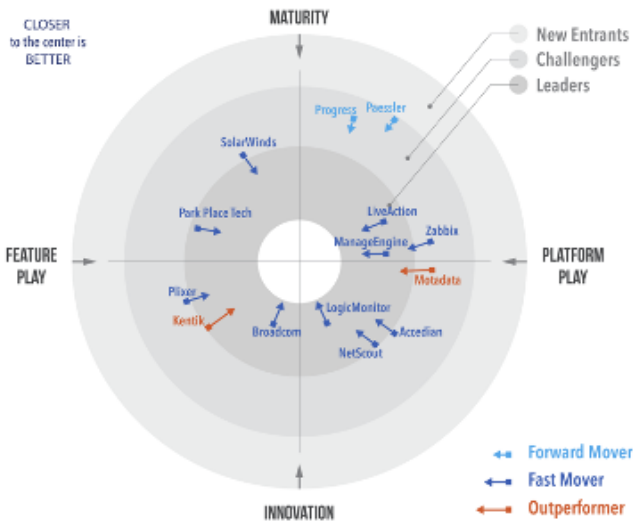 MATURITY
CLOSER
to the center is
BETTER
New Entrants
Challengers
Leaders
Progress
Paessler
SolarWinds
Park Place Tech
LiveAction
Zabbix
ManageEngine
FEATURE
PLAY
PLATFORM
PLAY
Motadata
Plixer
Kentik
Broadcom
LogicMonitor
Accedian
NetScout
Forward Mover
Fast Mover
Outperformer
INNOVATION